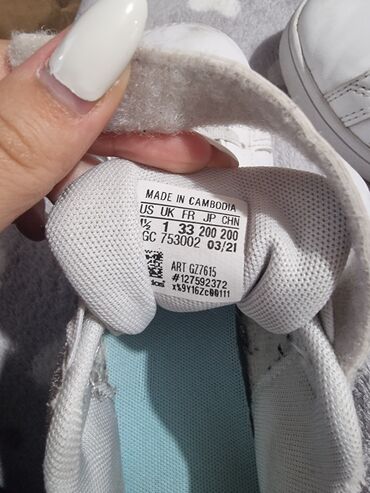 MADE IN CAMBODIA
US UK FR JP CHN
1½ 1 33 200 200
GC 753002 03/21
ART GZ7615
#127592372
x%9Y16Zc00111